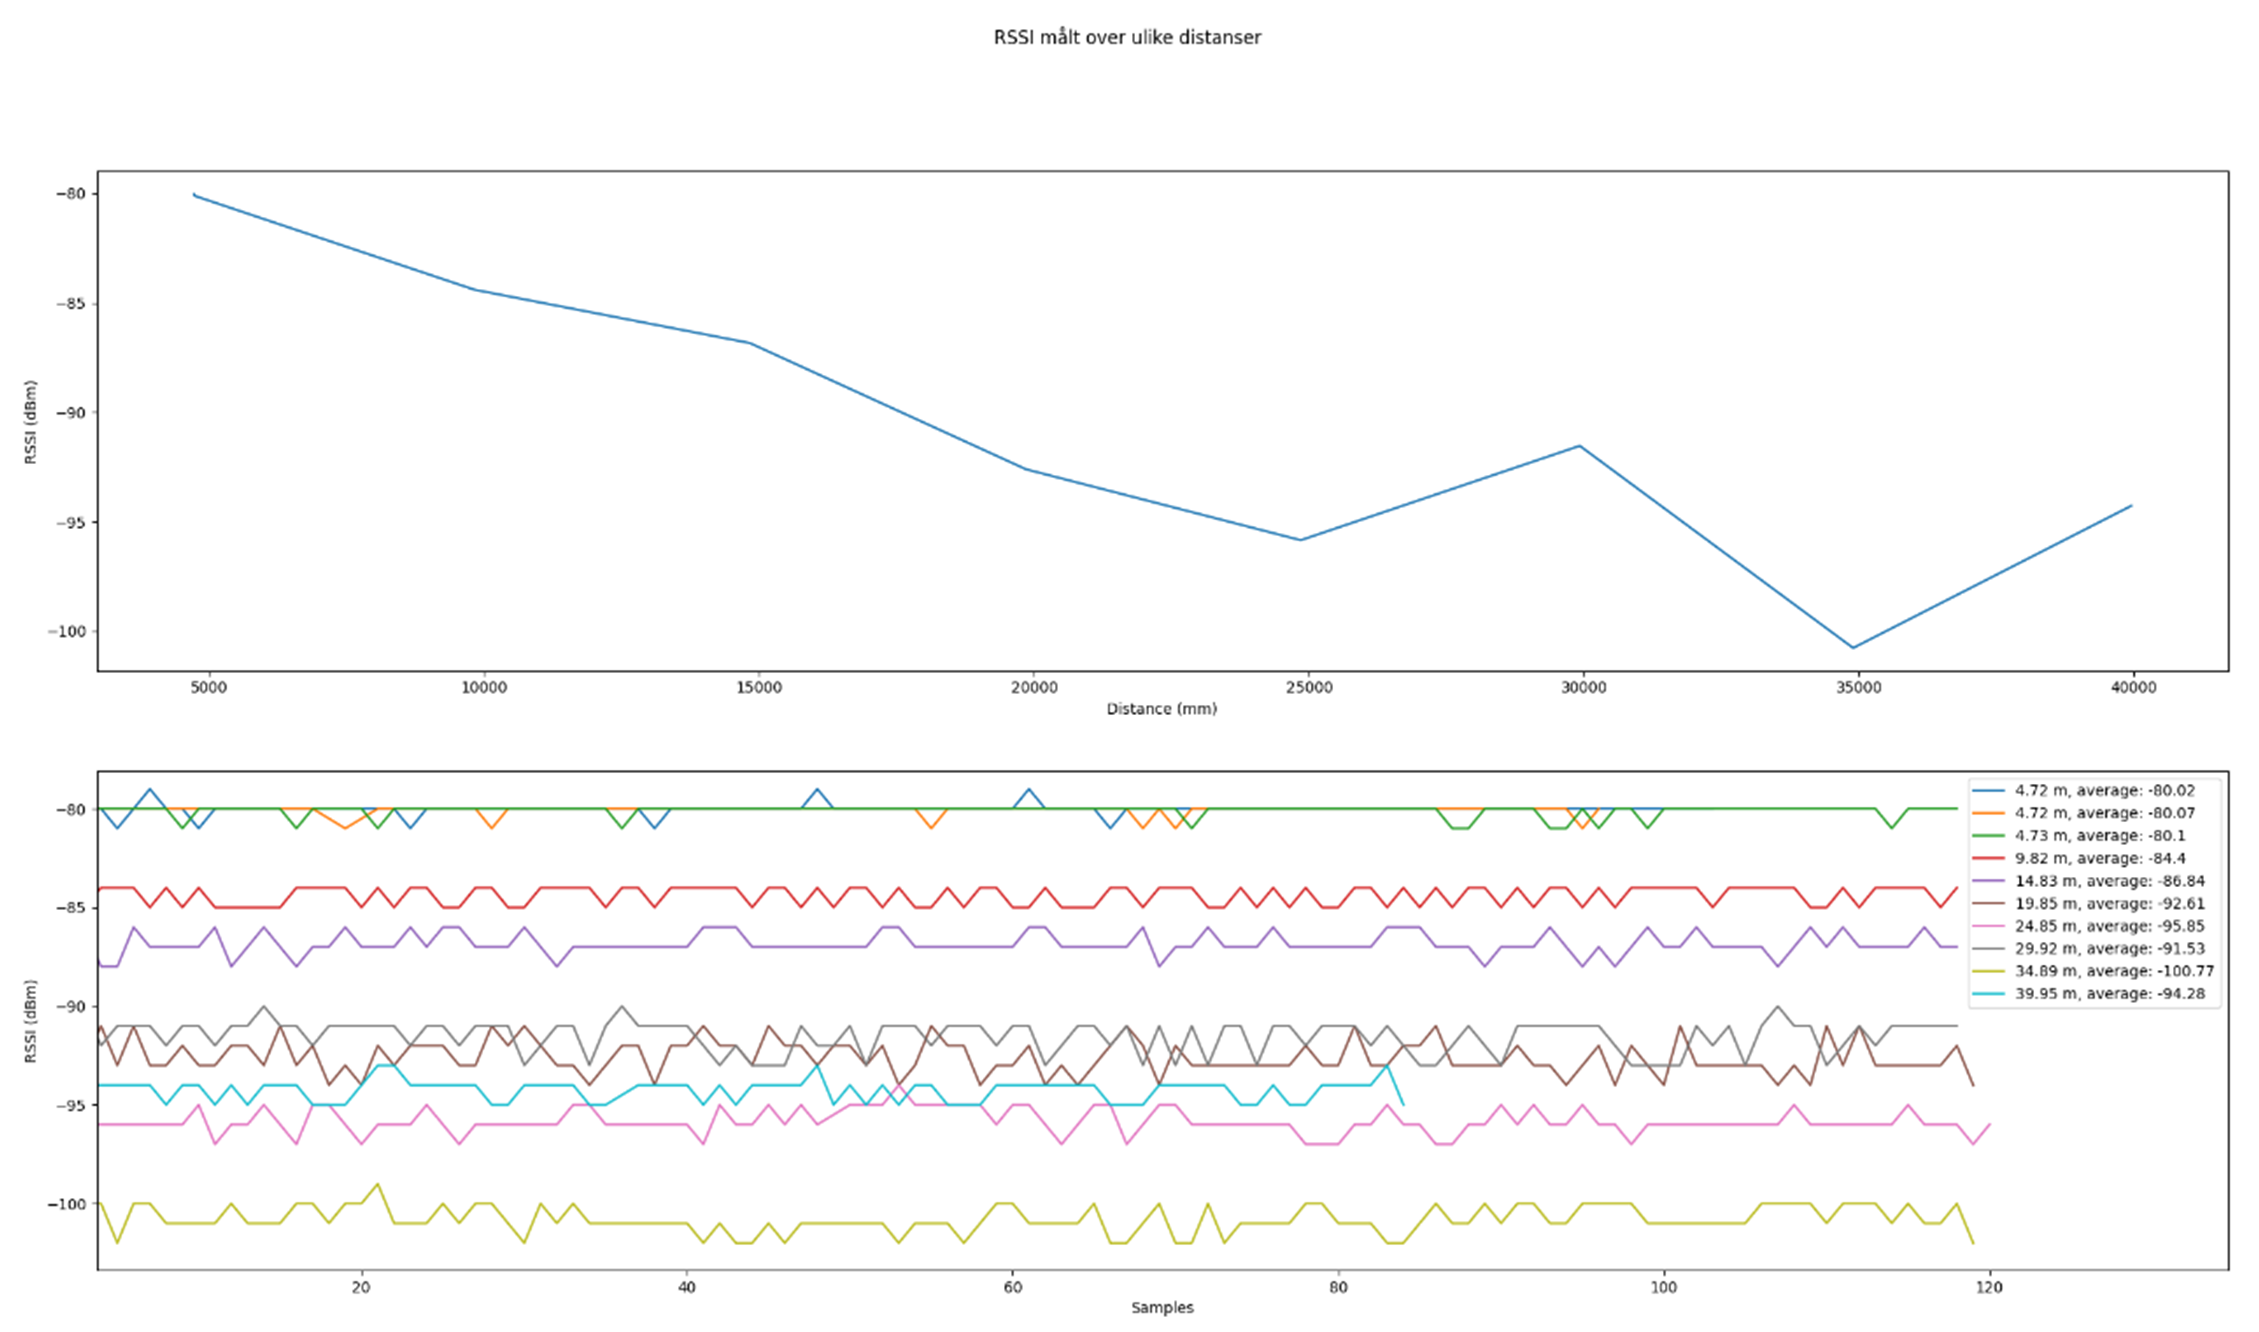 RSSI målt over ulike distanser
−80
−85
−90
−95
−100
RSSI (dBm)
5000 10000 15000 20000 25000 30000 35000 40000
Distance (mm)
−80
−85
−90
−95
−100
RSSI (dBm)
4.72 m, average: -80.02
4.72 m, average: -80.07
4.73 m, average: -80.1
9.82 m, average: -84.4
14.83 m, average: -86.84
19.85 m, average: -92.61
24.85 m, average: -95.85
29.92 m, average: -91.53
34.89 m, average: -100.77
39.95 m, average: -94.28
20 40 60 80 100 120
Samples